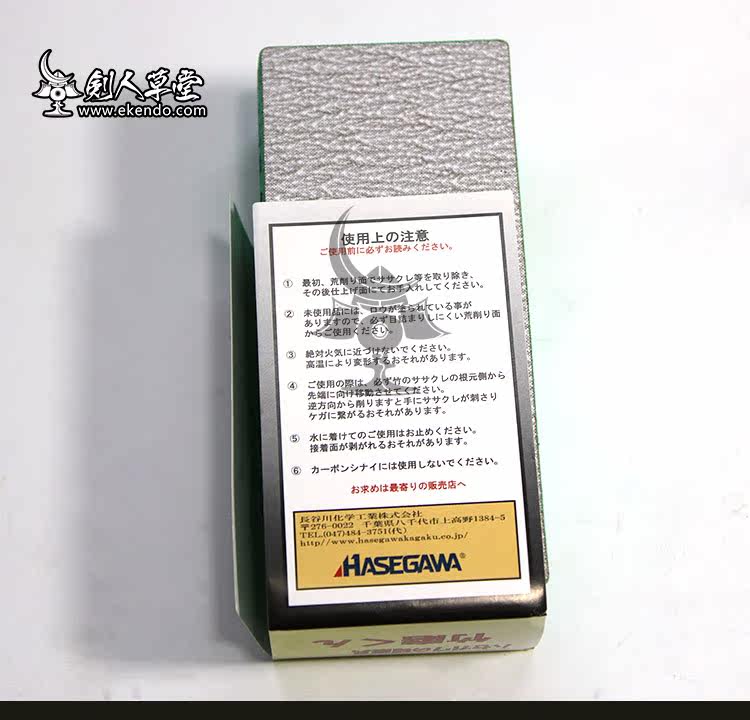 剣人草堂
www.ekendo.com
使用上の注意
ご使用前に必ずお読みください。
① 最初、荒削り面でササクレ等を取り除き、
その後仕上げ面にてお手入れしてください。
② 未使用品には、ロウが塗られている事が
ありますので、必ず目詰まりしにくい荒削り面
からご使用ください。
③ 絶対火気に近づけないでください。
高温により変形するおそれがあります。
④ ご使用の際は、必ず竹のササクレの根元側から
先端に向け移動させてください。
逆方向から削りますと手にササクレが刺さり
ケガに繋がるおそれがあります。
⑤ 水に着けてのご使用はお止めください。
接着面が剥がれるおそれがあります。
⑥ カーボンシナイには使用しないでください。
お求めは最寄りの販売店へ
長谷川化学工業株式会社
〒276-0022 千葉県八千代市上高野1384-5
TEL.(047)484-3751(代)
http//www.hasegawakagaku.co.jp/
HASEGAWA®
竹磨くん